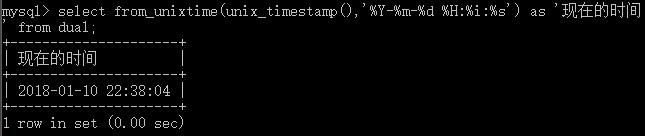 mysql> select from_unixtime(unix_timestamp(),'%Y-%m-%d %H:%i:%s') as '现在的时间
' from dual;
+---------------------+
| 现在的时间          |
+---------------------+
| 2018-01-10 22:38:04 |
+---------------------+
1 row in set (0.00 sec)